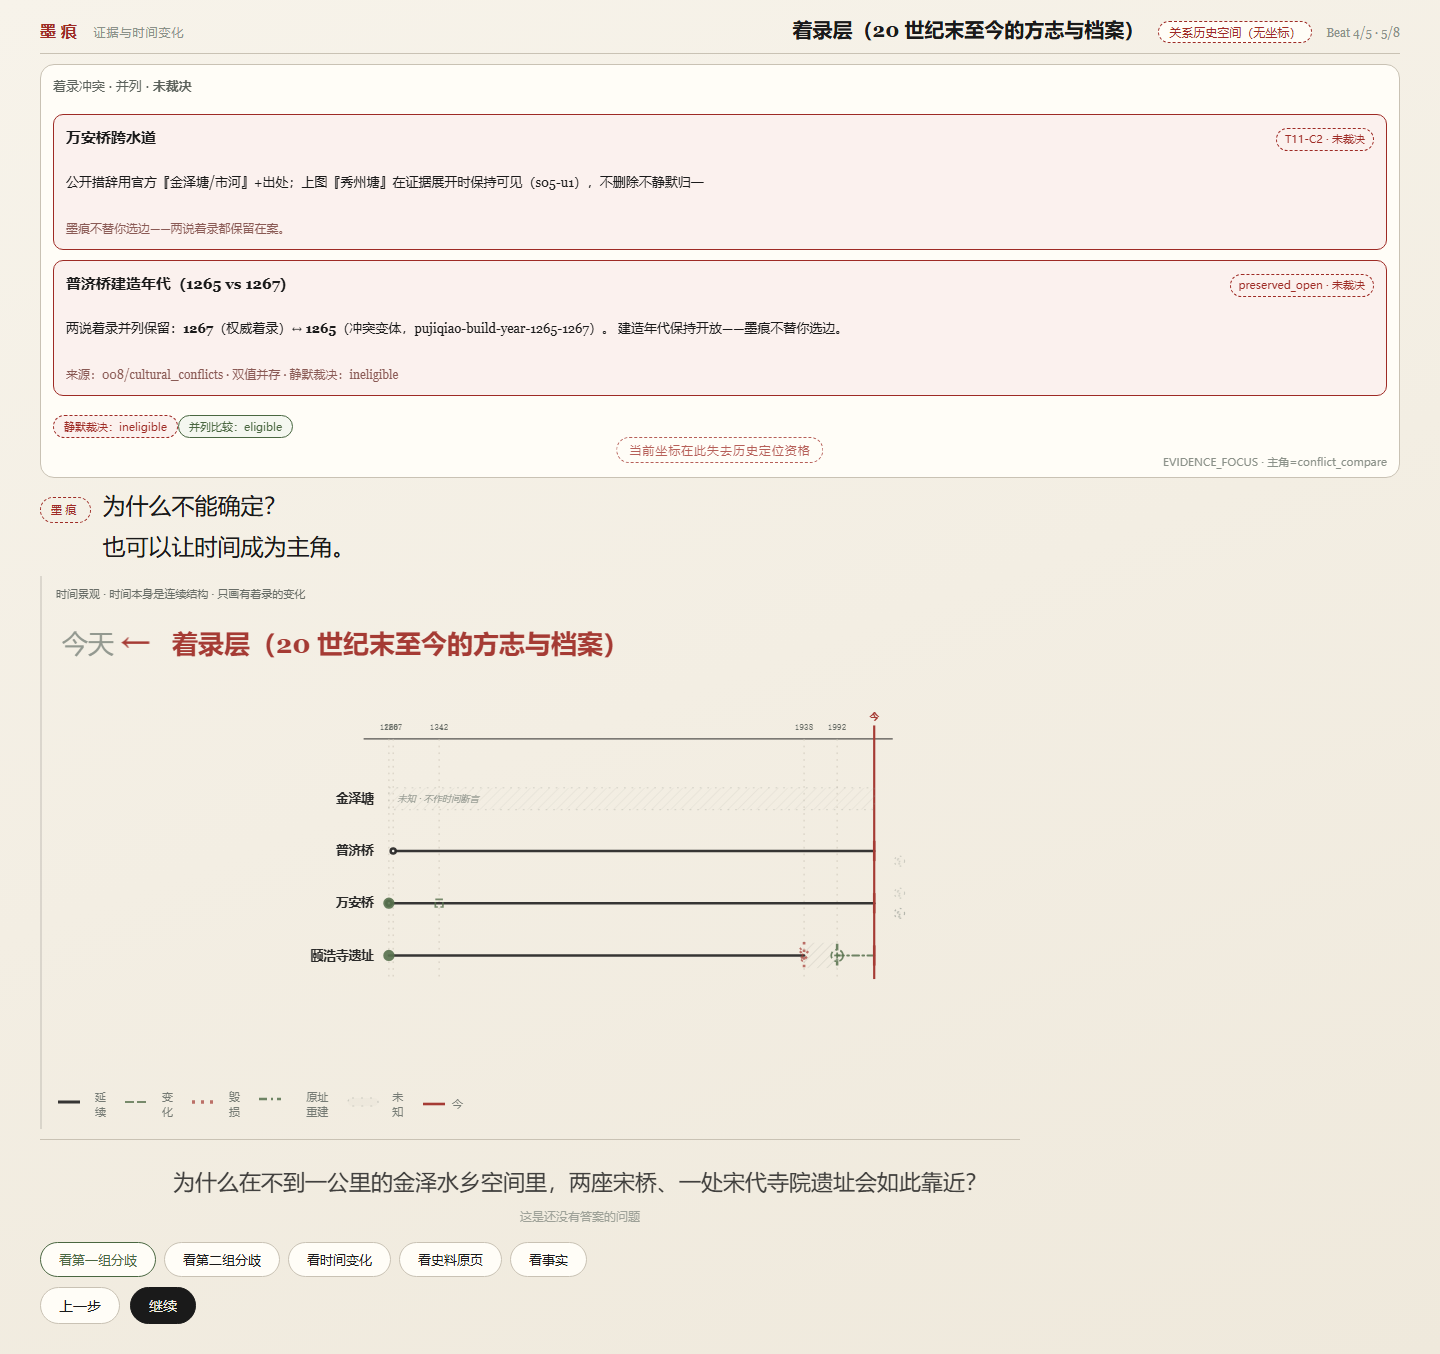 墨痕 证据与时间变化 着录层（20 世纪末至今的方志与档案） 关系历史空间（无坐标） Beat 4/5 · 5/8
着录冲突 · 并列 · 未裁决
万安桥跨水道 T11-C2 · 未裁决
公开措辞用官方『金泽塘/市河』+出处；上图『秀州塘』在证据展开时保持可见（s05-u1），不删除不静默归一
墨痕不替你选边——两说着录都保留在案。
普济桥建造年代（1265 vs 1267） preserved_open · 未裁决
两说着录并列保留：1267（权威着录）↔ 1265（冲突变体，pujiqiao-build-year-1265-1267）。 建造年代保持开放——墨痕不替你选边。
来源：008/cultural_conflicts · 双值并存 · 静默裁决：ineligible
静默裁决：ineligible 并列比较：eligible
当前坐标在此失去历史定位资格
EVIDENCE_FOCUS · 主角=conflict_compare
墨痕 为什么不能确定？
也可以让时间成为主角。
时间景观 · 时间本身是连续结构 · 只画有着录的变化
今天 ← 着录层（20 世纪末至今的方志与档案）
今
1342 1933 1992
金泽塘 未知 · 不作时间断言
普济桥
万安桥
颐浩寺遗址
延续 变化 毁损 原址重建 未知 今
为什么在不到一公里的金泽水乡空间里，两座宋桥、一处宋代寺院遗址会如此靠近？
这是还没有答案的问题
看第一组分歧 看第二组分歧 看时间变化 看史料原页 看事实
上一步 继续